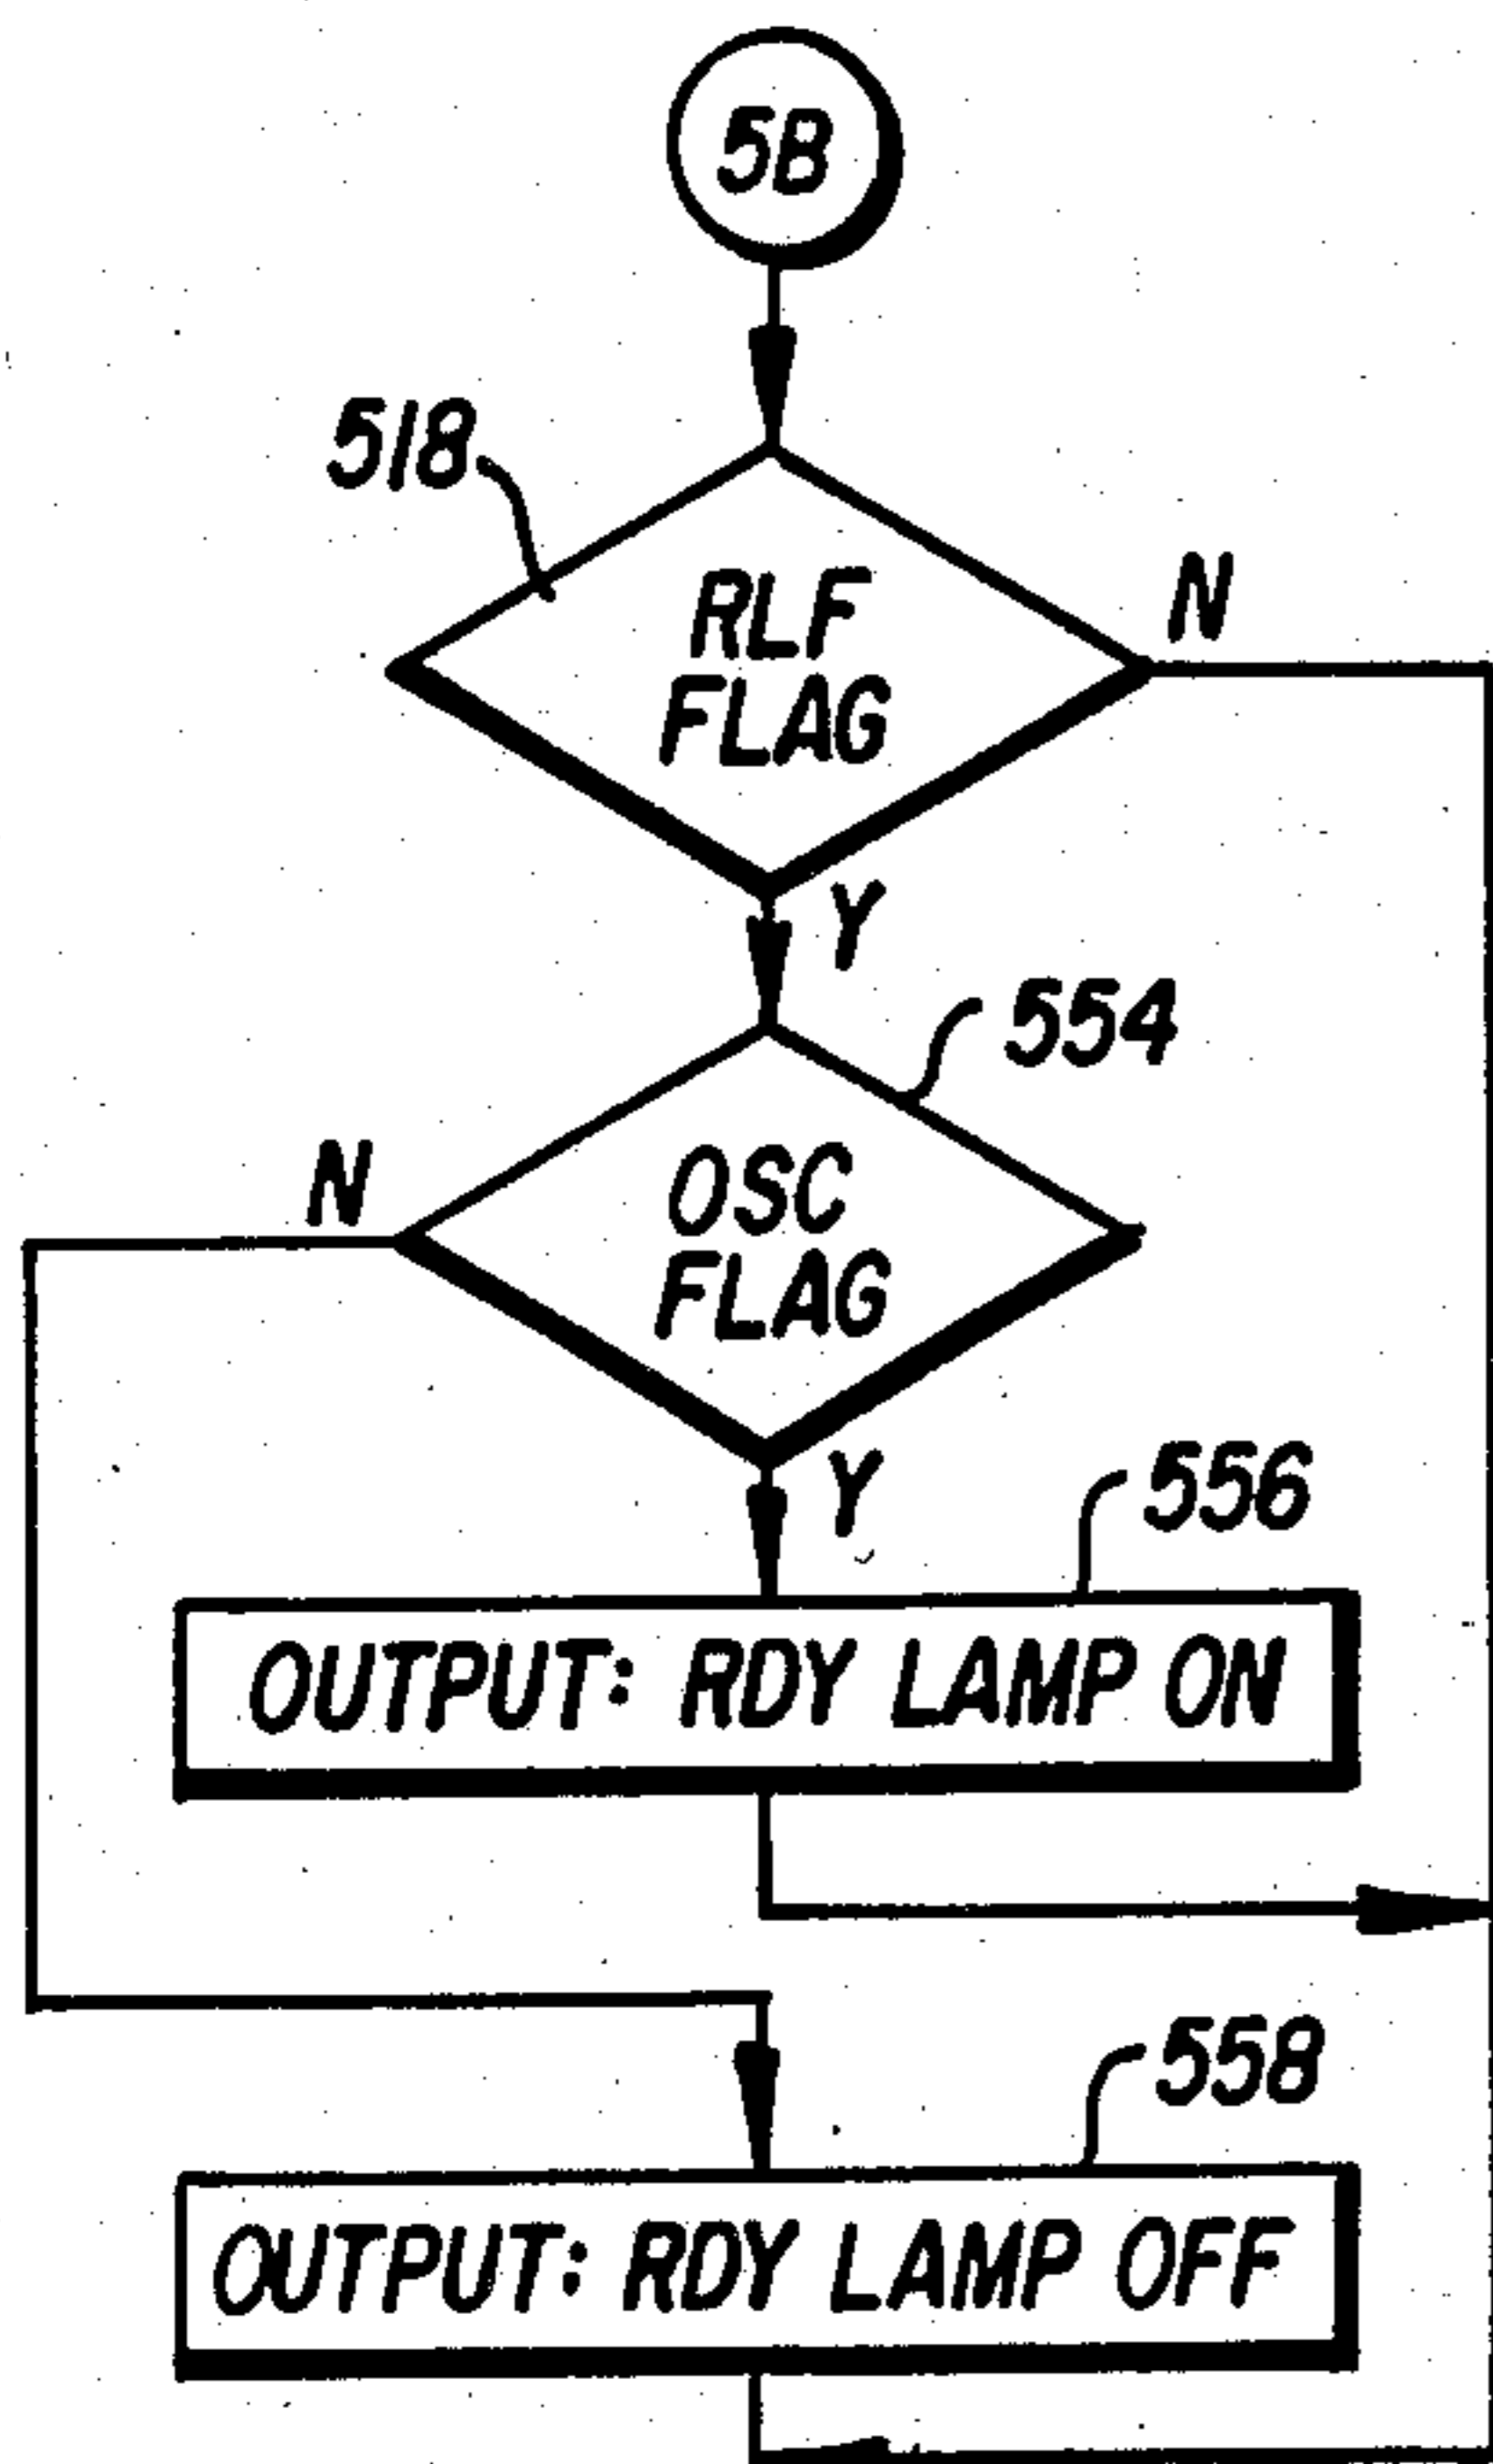 5B
518
RLF
FLAG
N
Y
554
OSC
FLAG
N
Y
556
OUTPUT: RDY LAMP ON
558
OUTPUT: RDY LAMP OFF